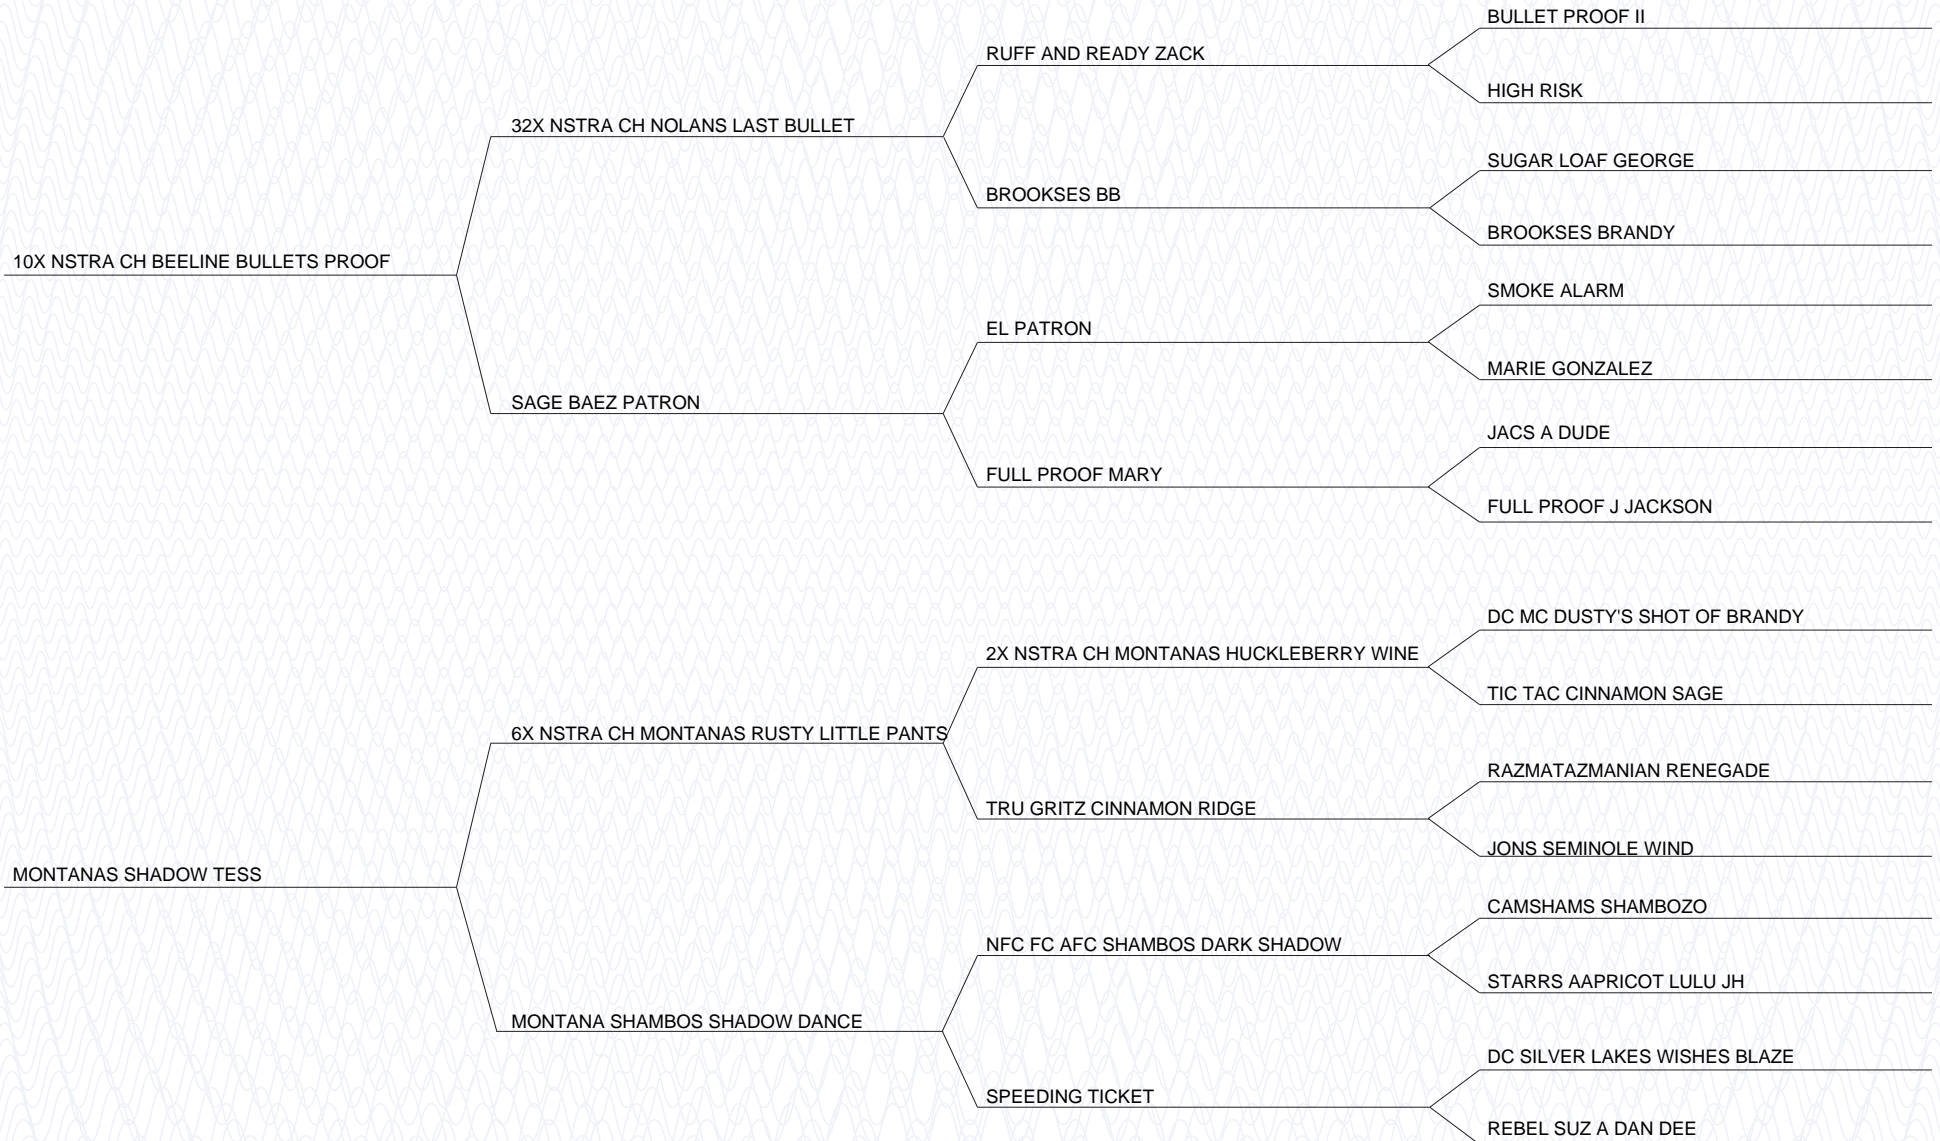 BULLET PROOF II
RUFF AND READY ZACK
HIGH RISK
32X NSTRA CH NOLANS LAST BULLET
SUGAR LOAF GEORGE
BROOKSES BB
BROOKSES BRANDY
10X NSTRA CH BEELINE BULLETS PROOF
SMOKE ALARM
EL PATRON
MARIE GONZALEZ
SAGE BAEZ PATRON
JACS A DUDE
FULL PROOF MARY
FULL PROOF J JACKSON
DC MC DUSTY'S SHOT OF BRANDY
2X NSTRA CH MONTANAS HUCKLEBERRY WINE
TIC TAC CINNAMON SAGE
6X NSTRA CH MONTANAS RUSTY LITTLE PANTS
RAZMATAZMANIAN RENEGADE
TRU GRITZ CINNAMON RIDGE
JONS SEMINOLE WIND
MONTANAS SHADOW TESS
CAMSHAMS SHAMBOZO
NFC FC AFC SHAMBOS DARK SHADOW
STARRS AAPRICOT LULU JH
MONTANA SHAMBOS SHADOW DANCE
DC SILVER LAKES WISHES BLAZE
SPEEDING TICKET
REBEL SUZ A DAN DEE